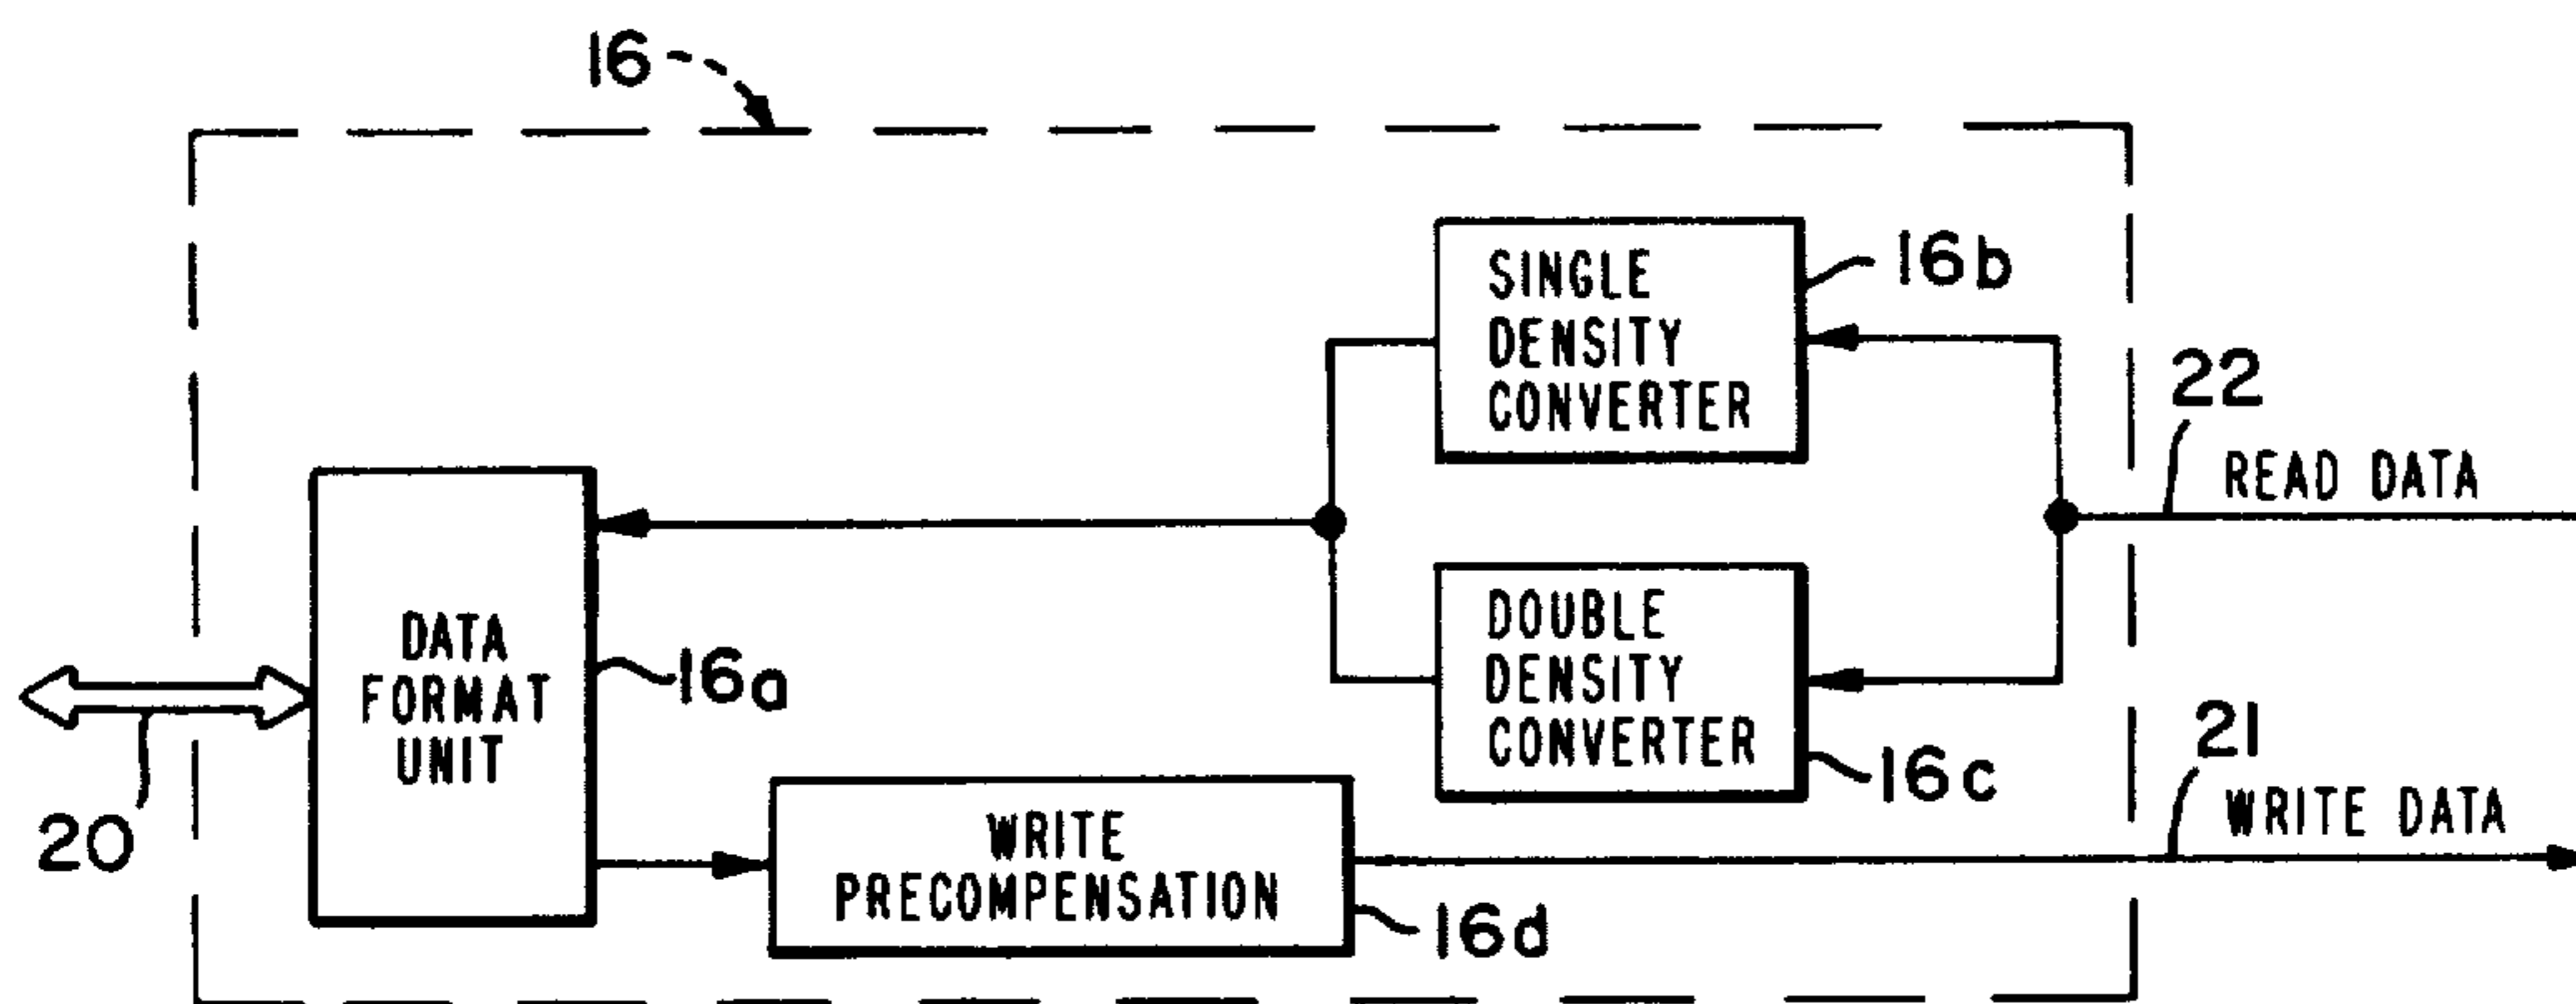 16
SINGLE
DENSITY
CONVERTER
16b
22
READ DATA
DATA
FORMAT
UNIT
16a
DOUBLE
DENSITY
CONVERTER
16c
21
WRITE DATA
20
WRITE
PRECOMPENSATION
16d